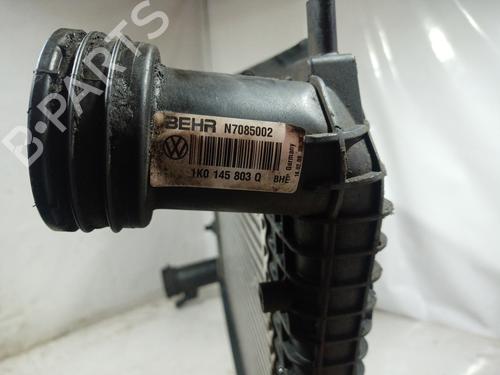 B-PARTS
BEHR N7085002
1K0 145 803 Q
BHE
Germany